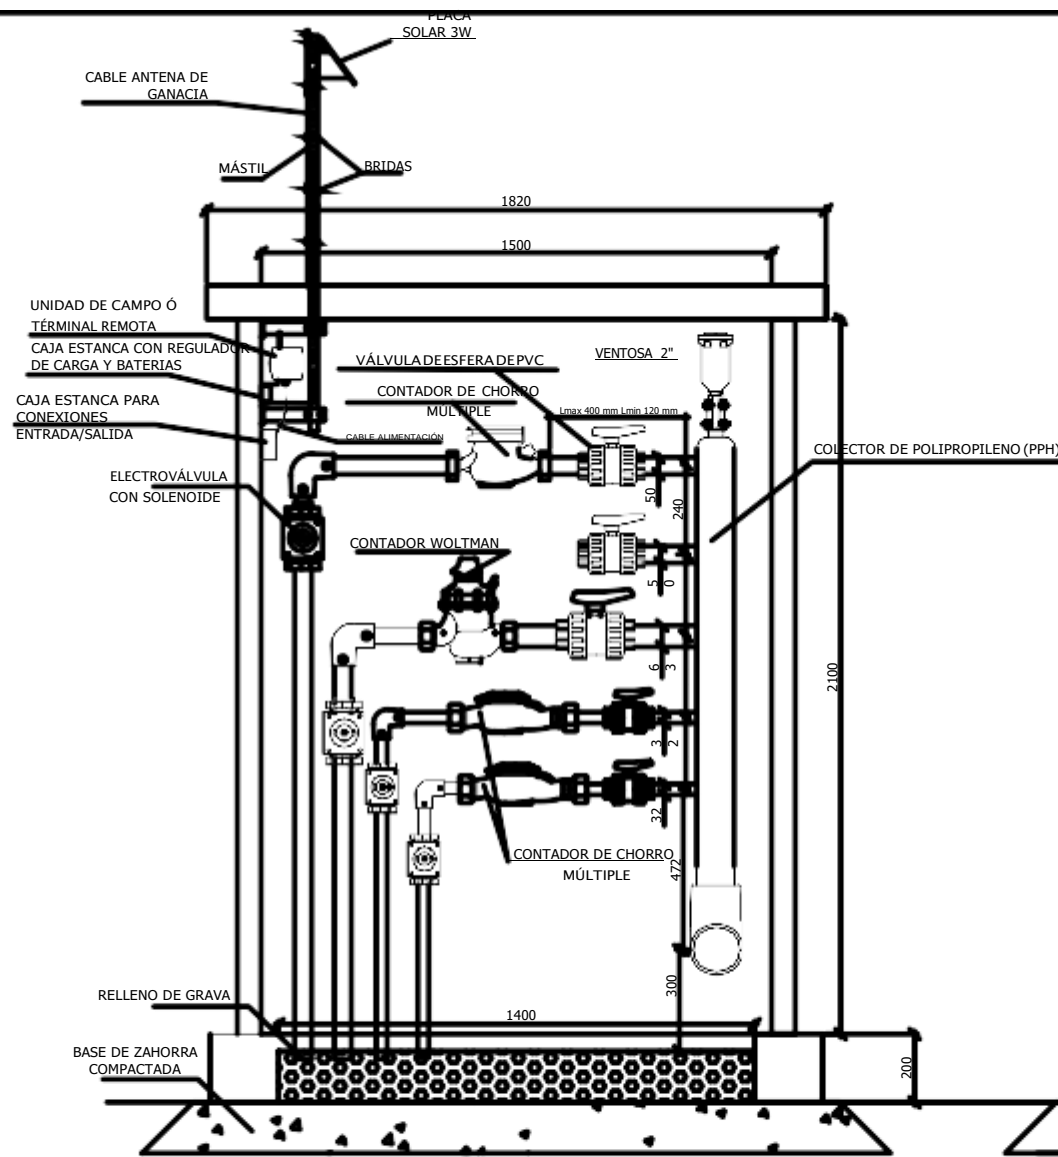 PLACA
SOLAR 3W
CABLE ANTENA DE
GANACIA
MÁSTIL
BRIDAS
1820
1500
UNIDAD DE CAMPO Ó
TÉRMINAL REMOTA
CAJA ESTANCA CON REGULADOR
DE CARGA Y BATERIAS
CAJA ESTANCA PARA
CONEXIONES
ENTRADA/SALIDA
VÁLVULA DE ESFERA DE PVC
VENTOSA 2"
CONTADOR DE CHORRO
MÚLTIPLE
Lmax 400 mm Lmin 120 mm
CABLE ALIMENTACIÓN
COLECTOR DE POLIPROPILENO (PPH)
ELECTROVÁLVULA
CON SOLENOIDE
50
240
CONTADOR WOLTMAN
50
63
2100
32
32
CONTADOR DE CHORRO
MÚLTIPLE
472
300
RELLENO DE GRAVA
1400
BASE DE ZAHORRA
COMPACTADA
200